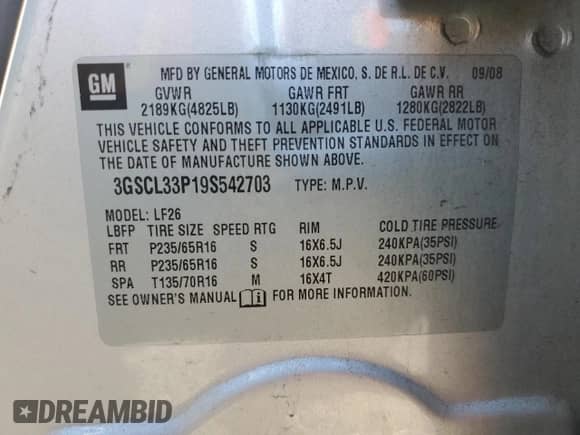 GM
MFD BY GENERAL MOTORS DE MEXICO, S. DE R.L. DE C.V. 09/08
GVWR GAWR FRT GAWR RR
2189KG(4825LB) 1130KG(2491LB) 1280KG(2822LB)
THIS VEHICLE CONFORMS TO ALL APPLICABLE U.S. FEDERAL MOTOR
VEHICLE SAFETY AND THEFT PREVENTION STANDARDS IN EFFECT ON
THE DATE OF MANUFACTURE SHOWN ABOVE.
3GSCL33P19S542703 TYPE: M.P.V.
MODEL: LF26
LBFP TIRE SIZE SPEED RTG RIM COLD TIRE PRESSURE
FRT P235/65R16 S 16X6.5J 240KPA(35PSI)
RR P235/65R16 S 16X6.5J 240KPA(35PSI)
SPA T135/70R16 M 16X4T 420KPA(60PSI)
SEE OWNER'S MANUAL i FOR MORE INFORMATION.
DREAMBID